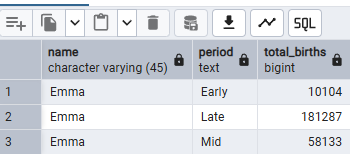 SQL
name period total_births
character varying (45) text bigint
1 Emma Early 10104
2 Emma Late 181287
3 Emma Mid 58133